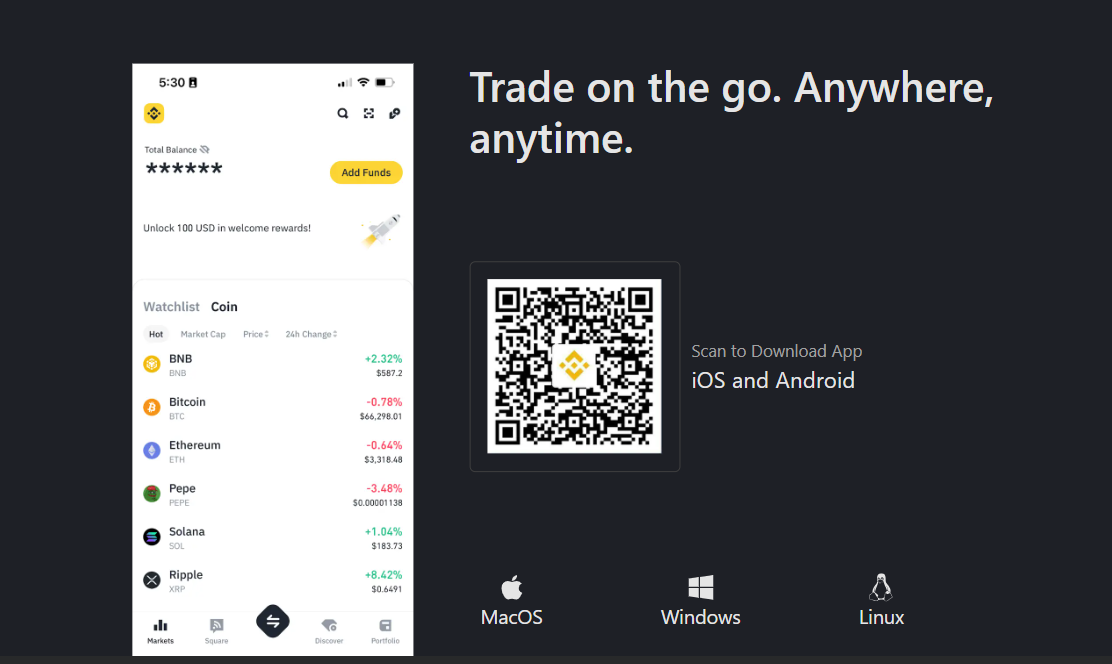 5:30
Total Balance
******
Add Funds
Unlock 100 USD in welcome rewards!
Watchlist Coin
Hot Market Cap Price 24h Change
BNB +2.32%
BNB $587.2
Bitcoin -0.78%
BTC $66,298.01
Ethereum -0.64%
ETH $3,318.48
Pepe -3.48%
PEPE $0.00001138
Solana +1.04%
SOL $183.73
Ripple +8.42%
XRP $0.6491
Markets Square Discover Portfolio
Trade on the go. Anywhere,
anytime.
Scan to Download App
iOS and Android
MacOS Windows Linux